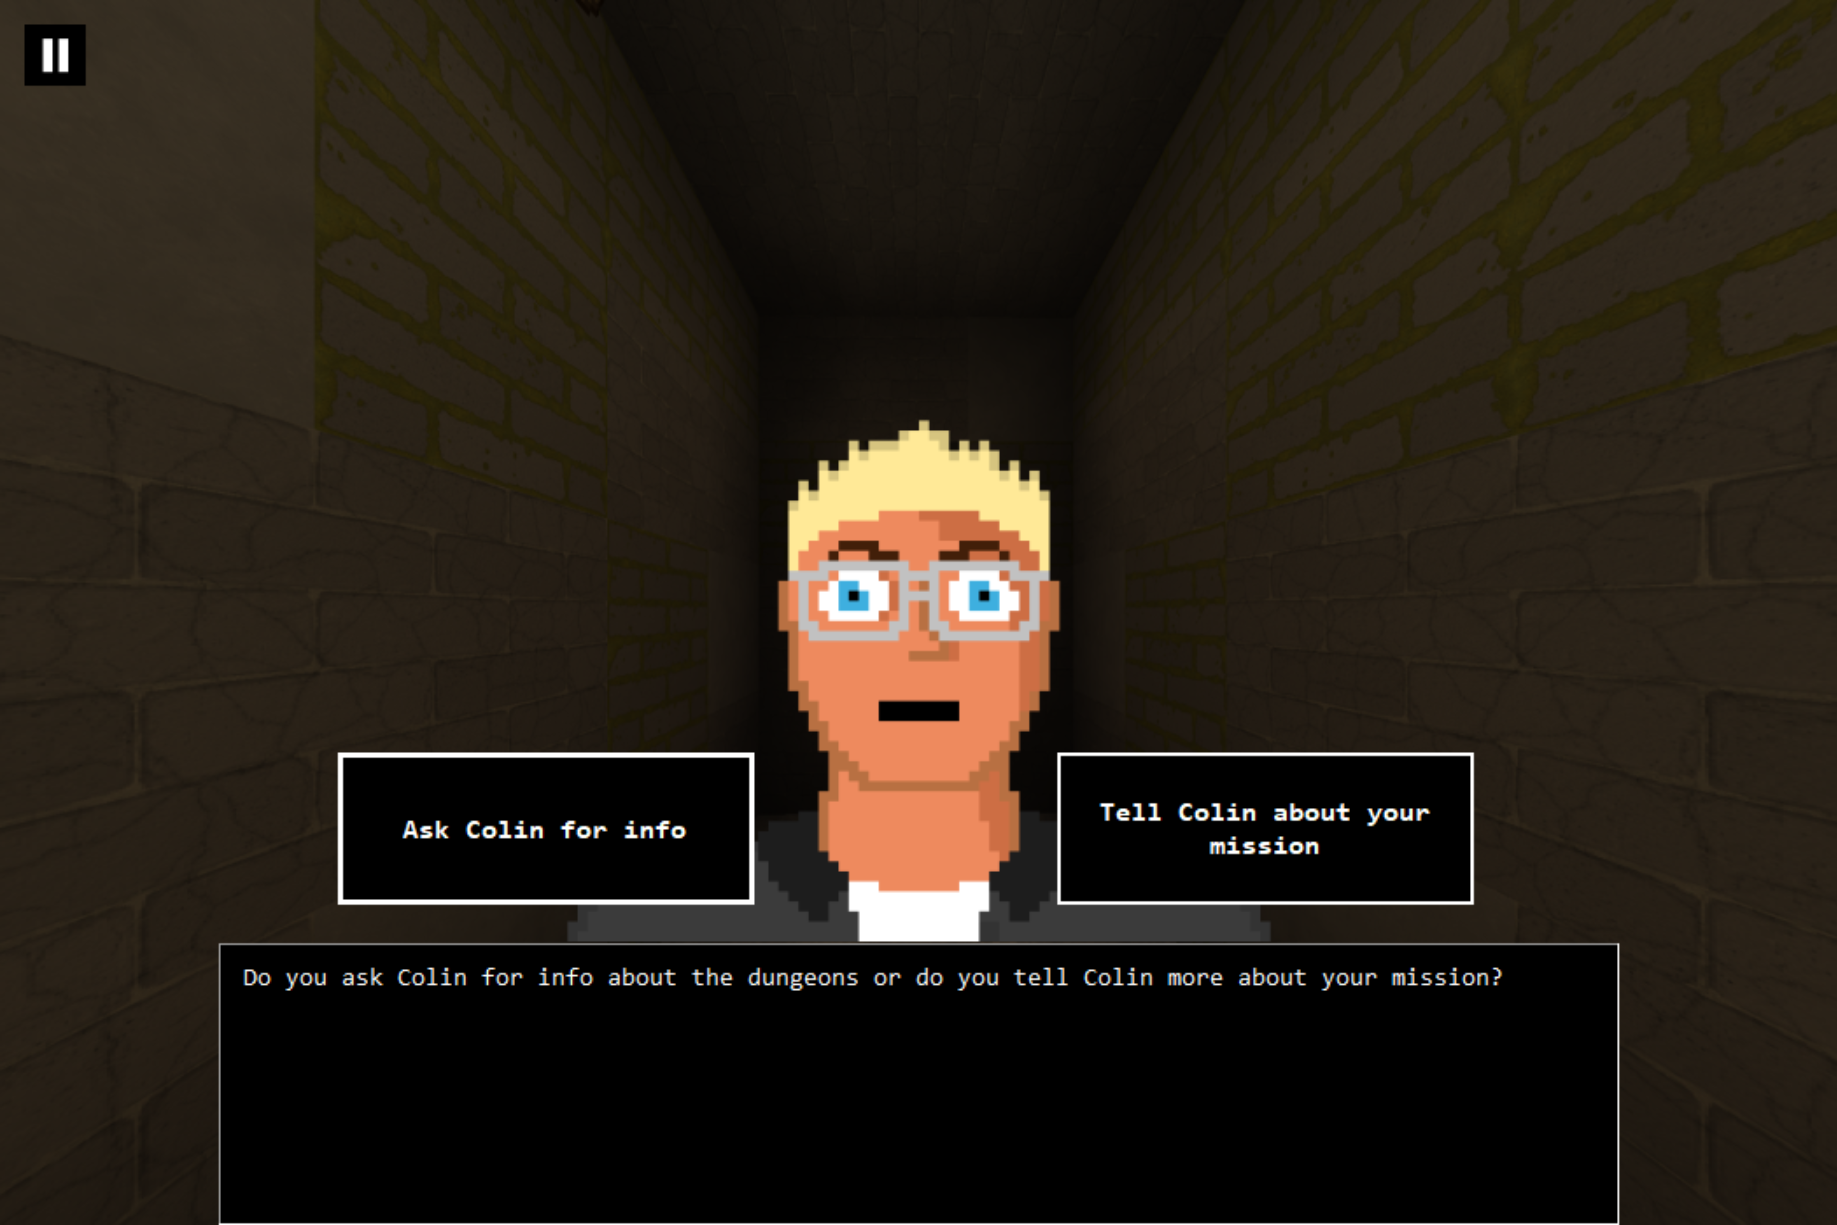 Ask Colin for info
Tell Colin about your
mission
Do you ask Colin for info about the dungeons or do you tell Colin more about your mission?